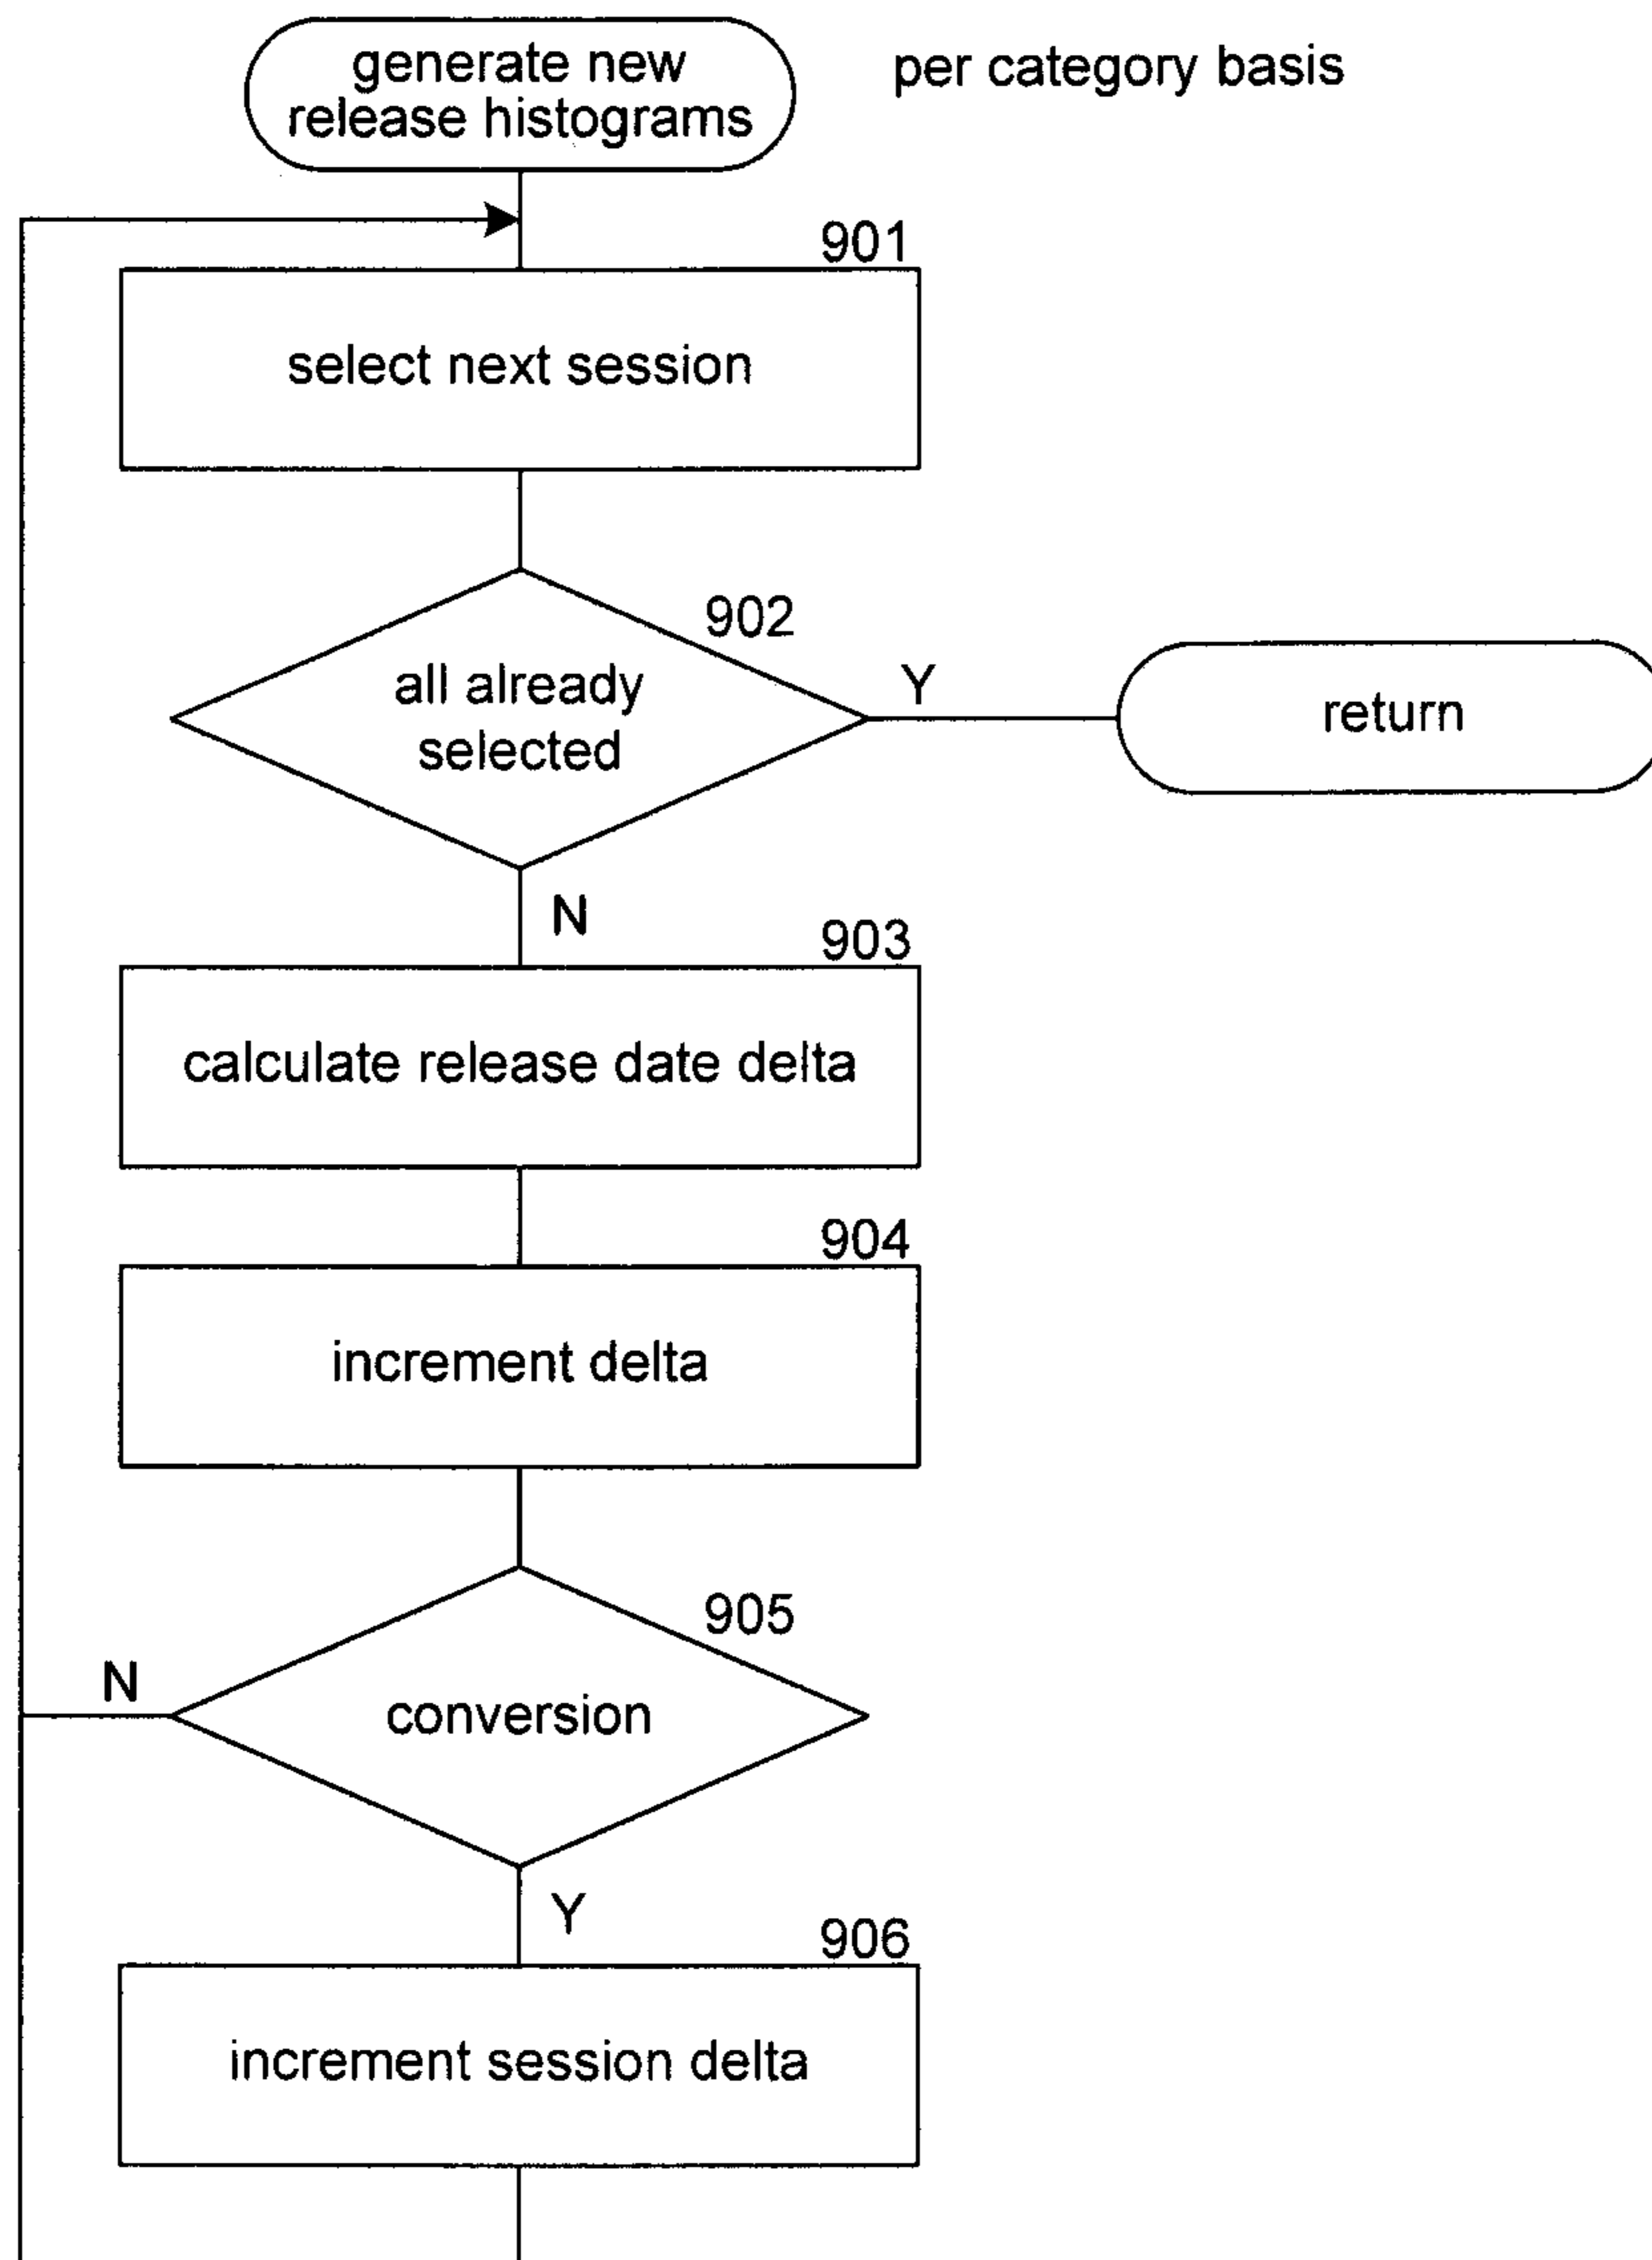 generate new
release histograms
per category basis
901
select next session
902
all already
selected
Y
return
N
903
calculate release date delta
904
increment delta
905
N
conversion
Y
906
increment session delta